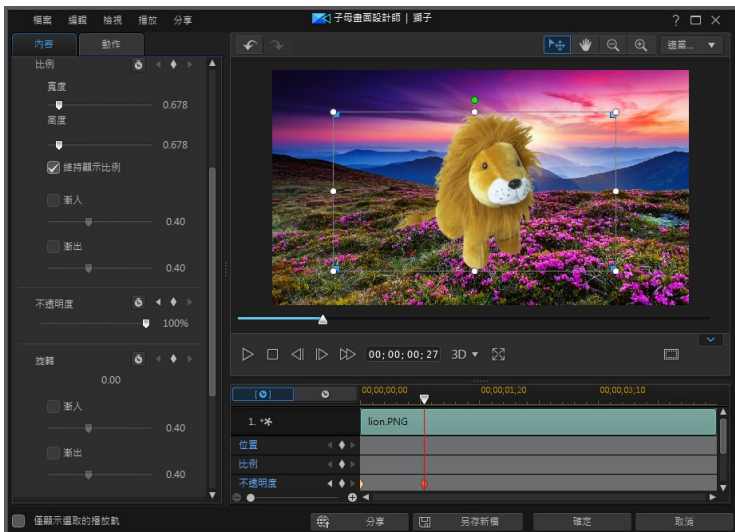 檔案 編輯 檢視 播放 分享
子母畫面設計師 | 獅子
? □ ×
內容 動作
適當...
比例
寬度
0.678
高度
0.678
維持顯示比例
漸入
0.40
漸出
0.40
不透明度
100%
旋轉
0.00
漸入
0.40
漸出
0.40
00;00;00;27 3D
00;00;00;00 00;00;01;20 00;00;03;10
1. lion.PNG
位置
比例
不透明度
僅顯示選取的播放軌
分享 另存新檔 確定 取消